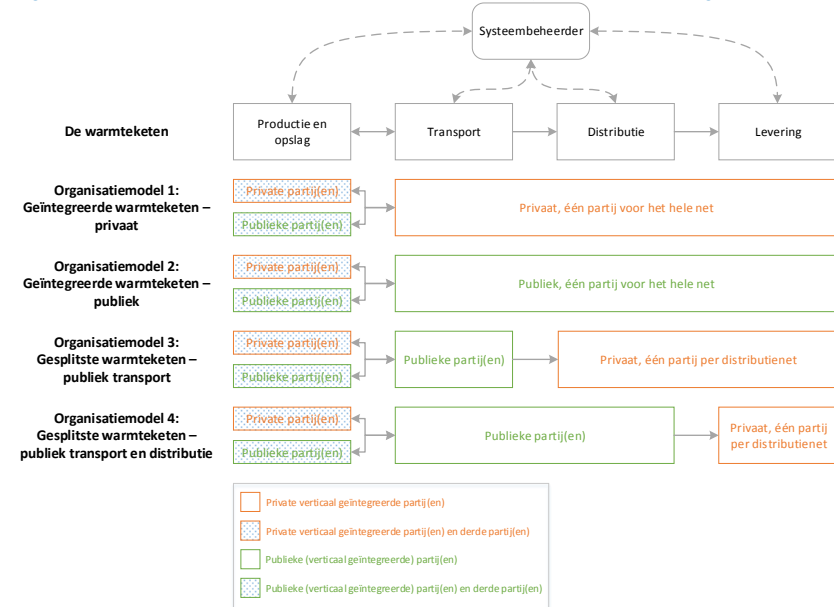 Systeembeheerder
De warmteketen
Productie en
opslag
Transport
Distributie
Levering
Organisatiemodel 1:
Geïntegreerde warmteketen –
privaat
Private partij(en)
Publieke partij(en)
Privaat, één partij voor het hele net
Organisatiemodel 2:
Geïntegreerde warmteketen –
publiek
Private partij(en)
Publieke partij(en)
Publiek, één partij voor het hele net
Organisatiemodel 3:
Gesplitste warmteketen –
publiek transport
Private partij(en)
Publieke partij(en)
Publieke partij(en)
Privaat, één partij per distributienet
Organisatiemodel 4:
Gesplitste warmteketen –
publiek transport en distributie
Private partij(en)
Publieke partij(en)
Publieke partij(en)
Privaat, één partij
per distributienet
Private verticaal geïntegreerde partij(en)
Private verticaal geïntegreerde partij(en) en derde partij(en)
Publieke (verticaal geïntegreerde) partij(en)
Publieke (verticaal geïntegreerde) partij(en) en derde partij(en)